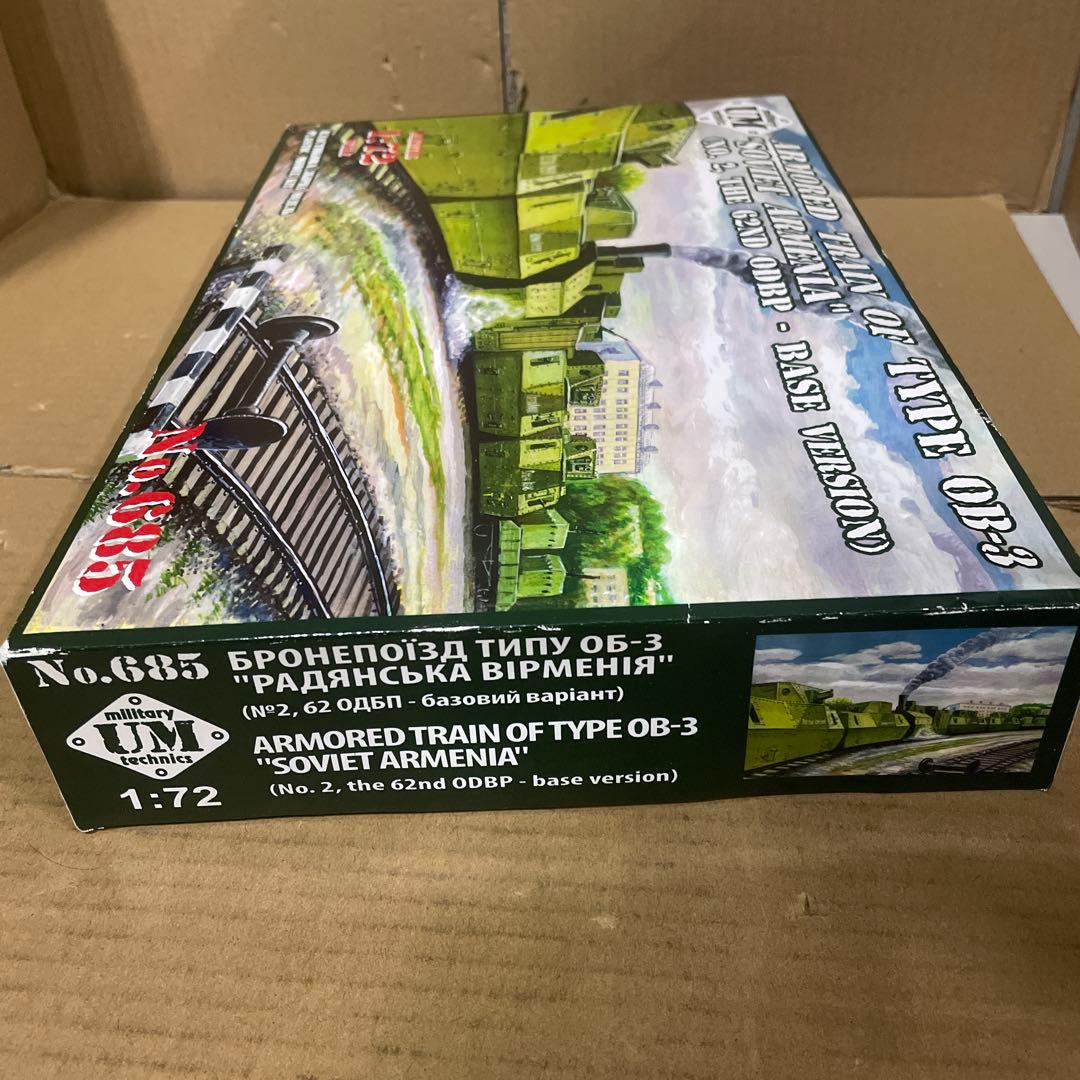 ARMORED TRAIN OF TYPE OB-3
"SOVIET ARMENIA"
(NO. 2, THE 62ND ODBP - BASE VERSION)
UM
1:72
No.685
No.685
military
UM
technics
1:72
БРОНЕПОЇЗД ТИПУ ОБ-3
"РАДЯНСЬКА ВІРМЕНІЯ"
(№2, 62 ОДБП - базовий варіант)
ARMORED TRAIN OF TYPE OB-3
"SOVIET ARMENIA"
(No. 2, the 62nd ODBP - base version)